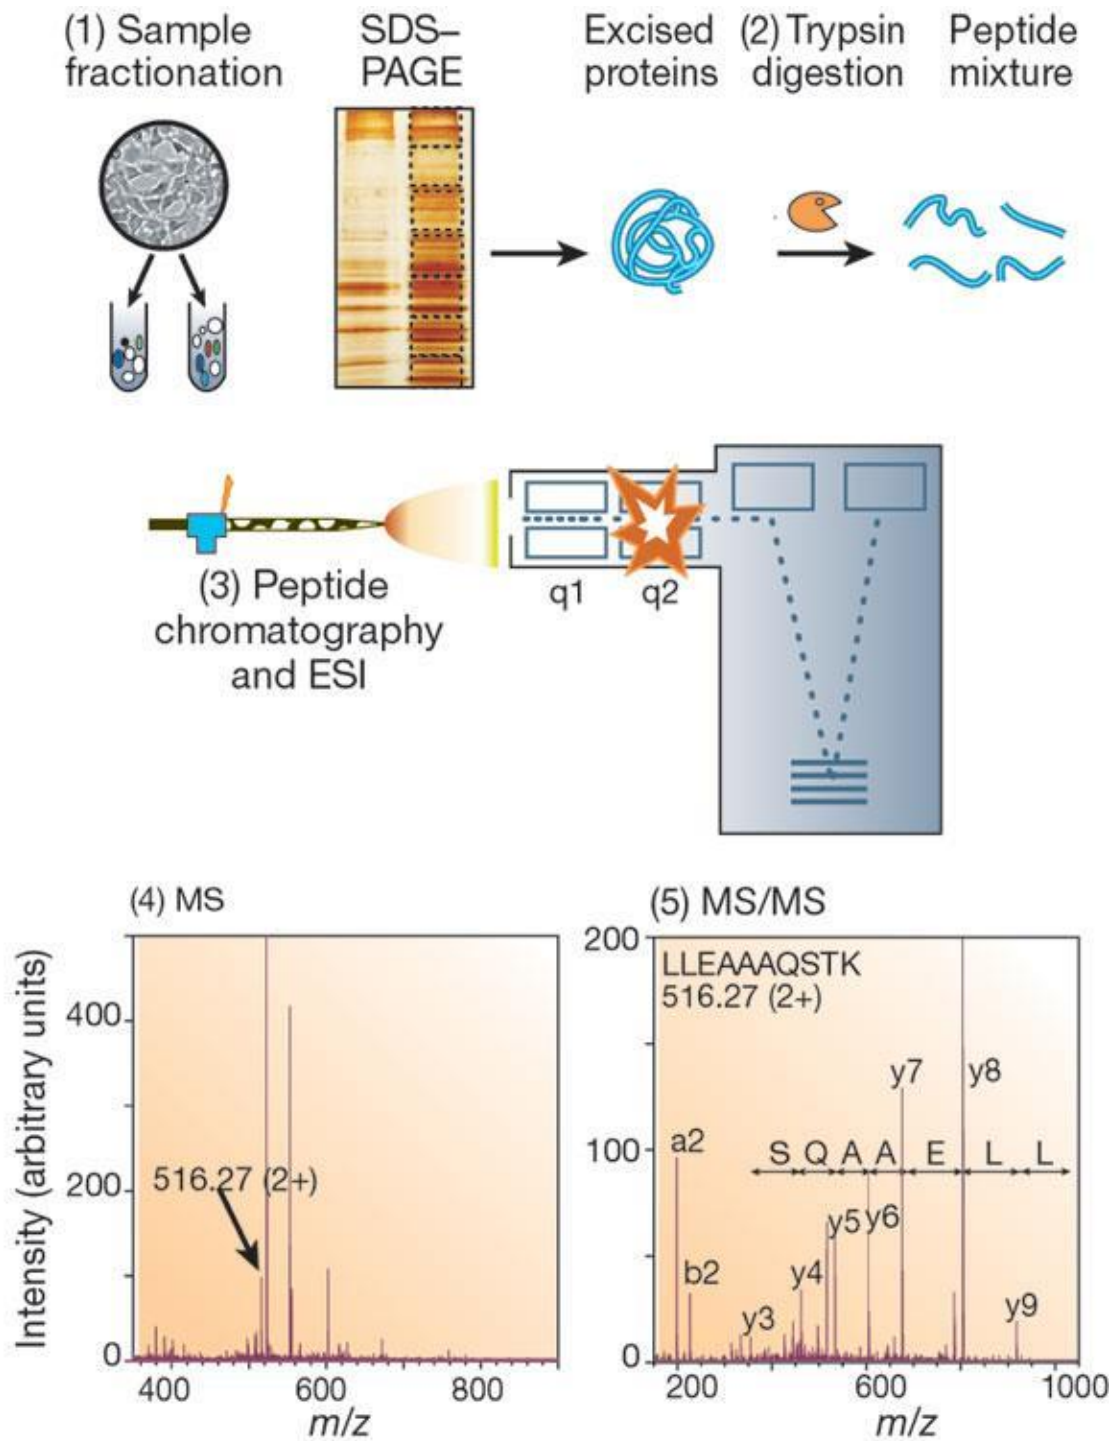 (1) Sample
fractionation
SDS–
PAGE
Excised
proteins
(2) Trypsin
digestion
Peptide
mixture
(3) Peptide
chromatography
and ESI
q1
q2
(4) MS
Intensity (arbitrary units)
400
200
0
516.27 (2+)
400
600
800
m/z
(5) MS/MS
200
100
0
LLEAAAQSTK
516.27 (2+)
a2
b2
y3
y4
y5
y6
y7
y8
y9
S Q A A E L L
200
600
1000
m/z